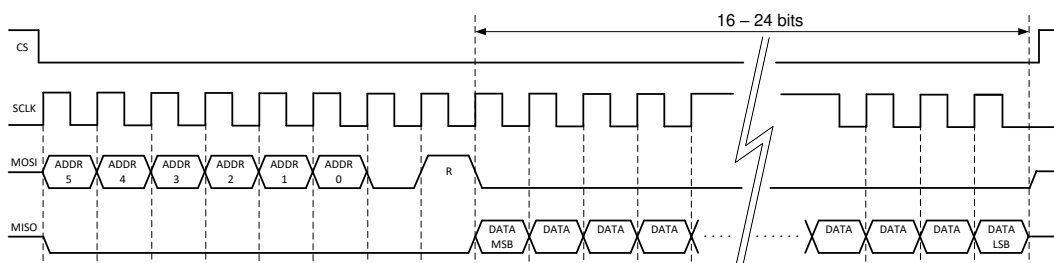 16 – 24 bits
CS
SCLK
MOSI ADDR 5 ADDR 4 ADDR 3 ADDR 2 ADDR 1 ADDR 0 R
MISO DATA MSB DATA DATA DATA DATA DATA DATA DATA LSB